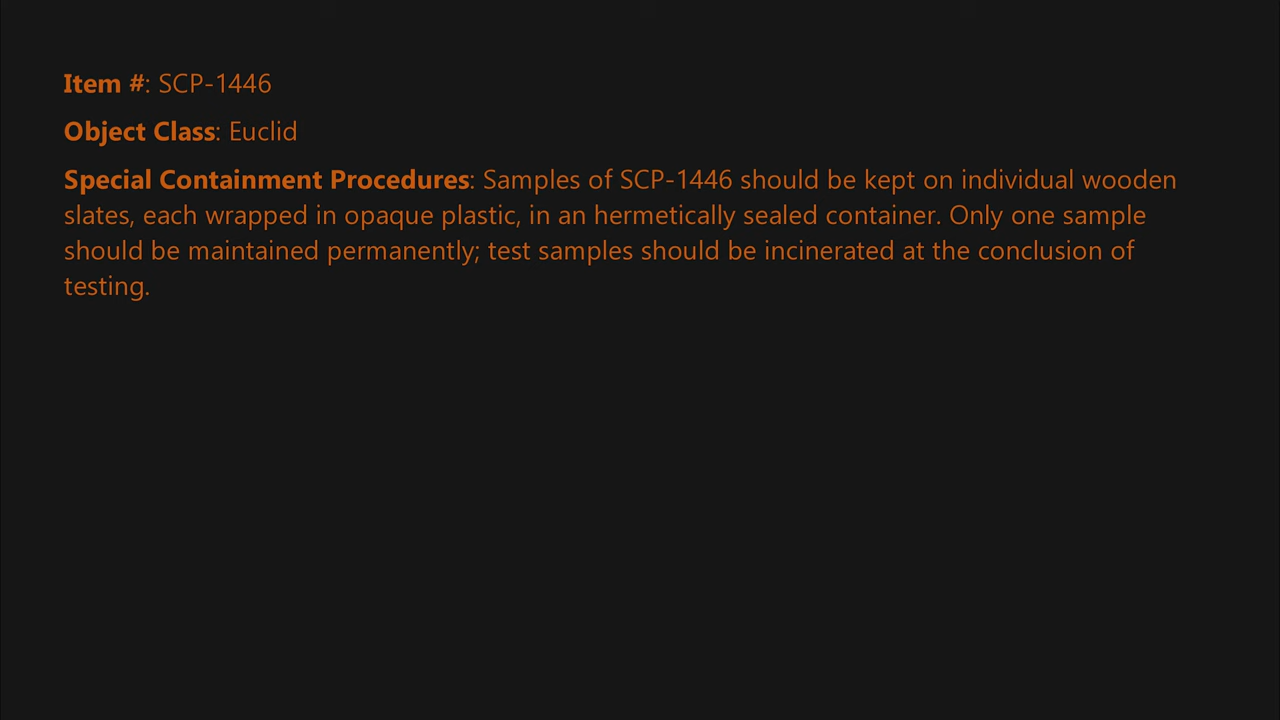 Item #: SCP-1446
Object Class: Euclid
Special Containment Procedures: Samples of SCP-1446 should be kept on individual wooden
slates, each wrapped in opaque plastic, in an hermetically sealed container. Only one sample
should be maintained permanently; test samples should be incinerated at the conclusion of
testing.